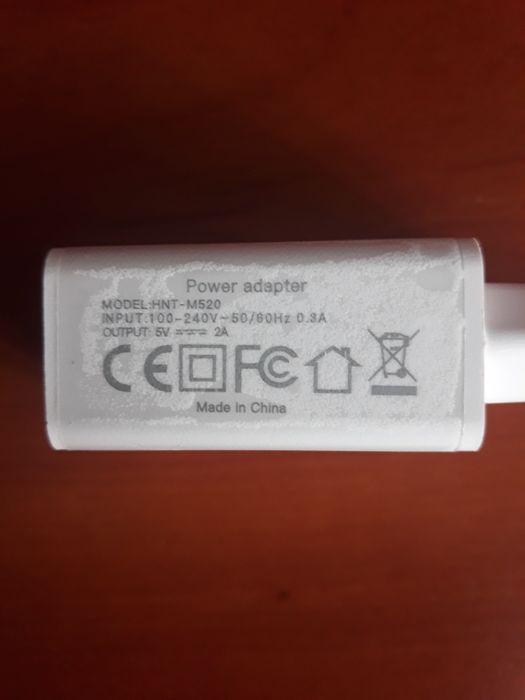 Power adapter
MODEL:HNT-M520
INPUT:100-240V~50/60Hz 0.3A
OUTPUT: 5V ⎓ 2A
CE FC
Made in China